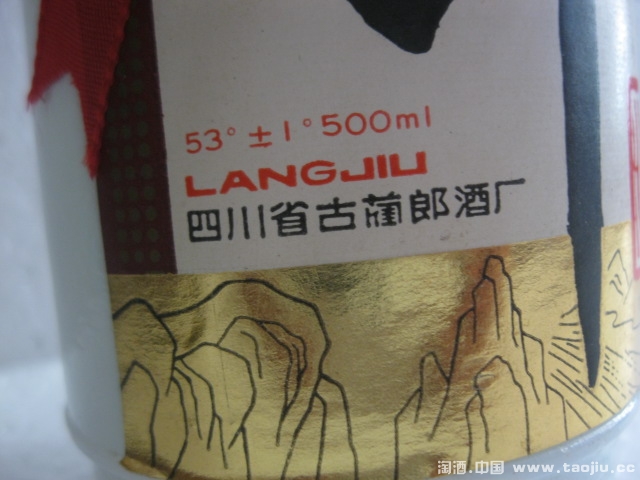 53° ± 1° 500ml
LANGJIU
四川省古蔺郎酒厂
淘酒.中国 www.taojiu.cc